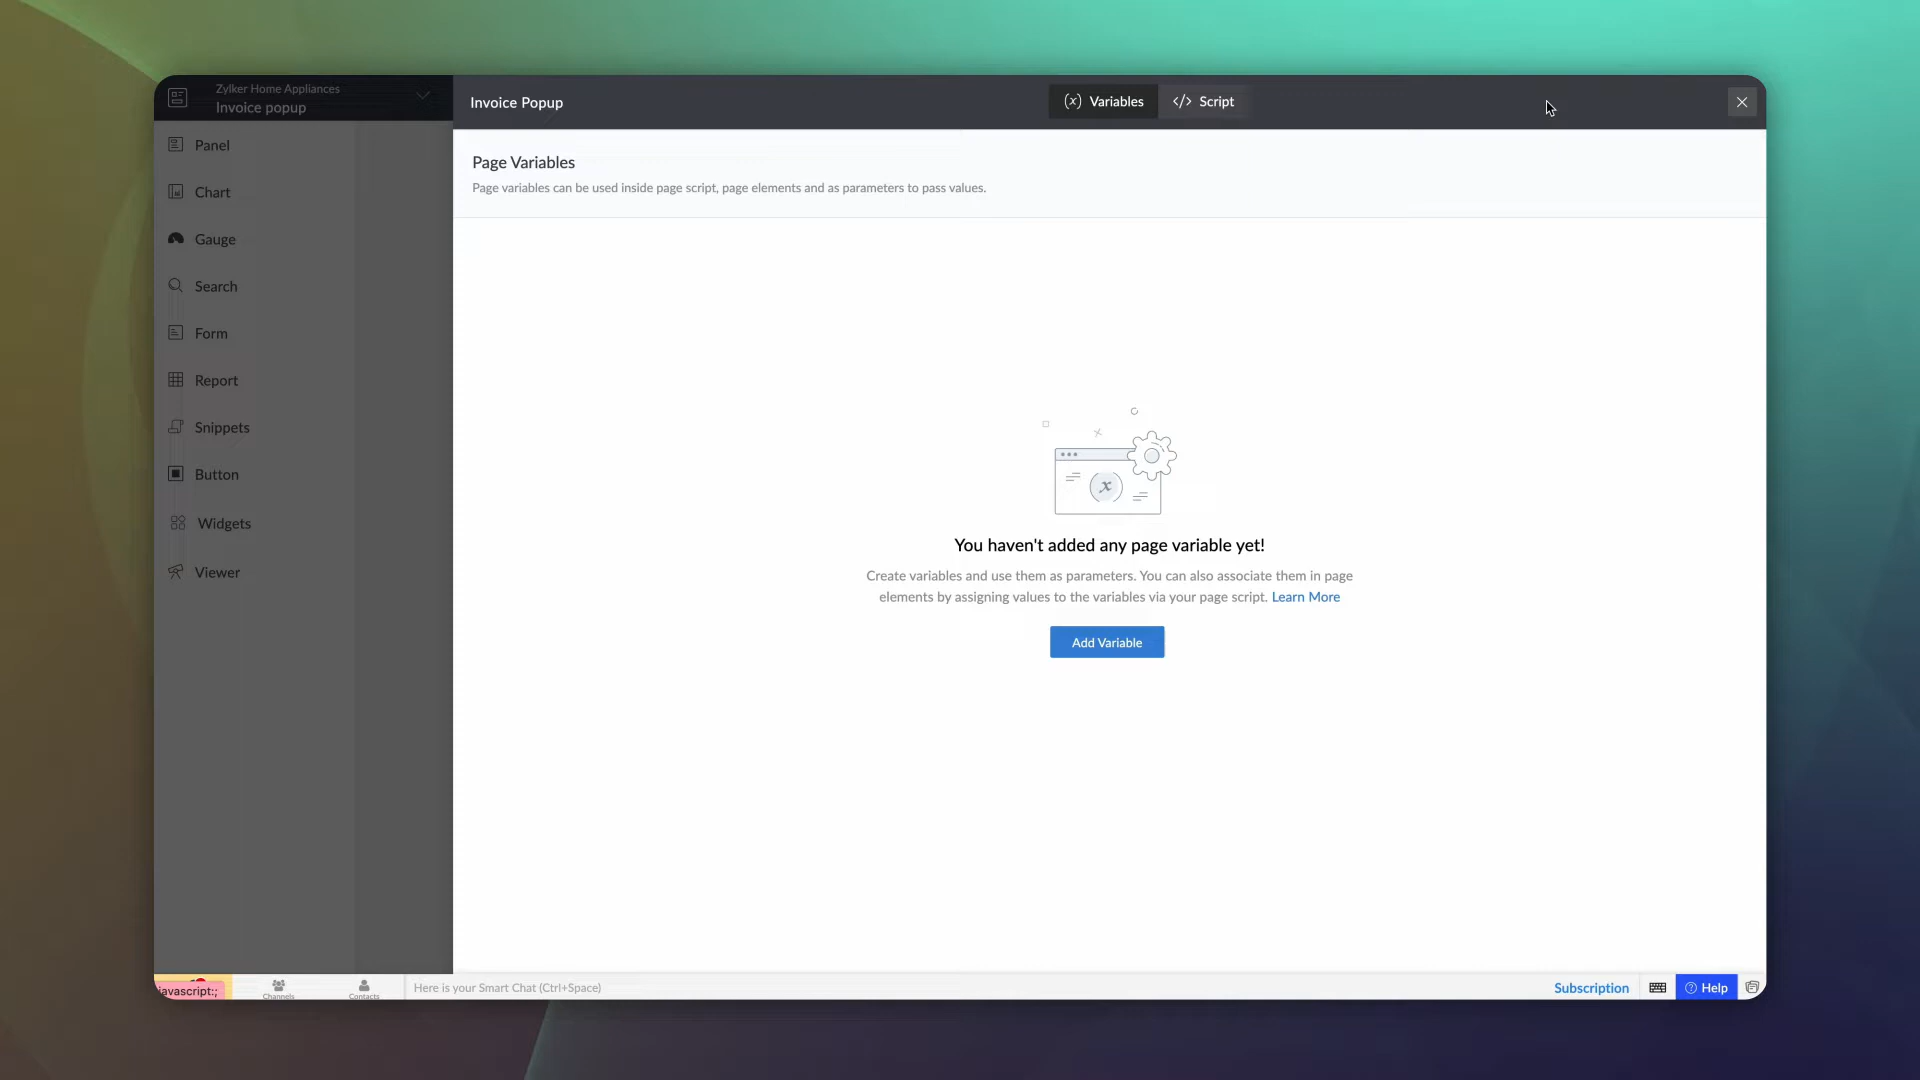 Zylker Home Appliances
Invoice popup
Invoice Popup
(x) Variables
</> Script
Panel
Chart
Gauge
Search
Form
Report
Snippets
Button
Widgets
Viewer
Page Variables
Page variables can be used inside page script, page elements and as parameters to pass values.
x
You haven't added any page variable yet!
Create variables and use them as parameters. You can also associate them in page
elements by assigning values to the variables via your page script. Learn More
Add Variable
javascript:;
Channels
Contacts
Here is your Smart Chat (Ctrl+Space)
Subscription
? Help